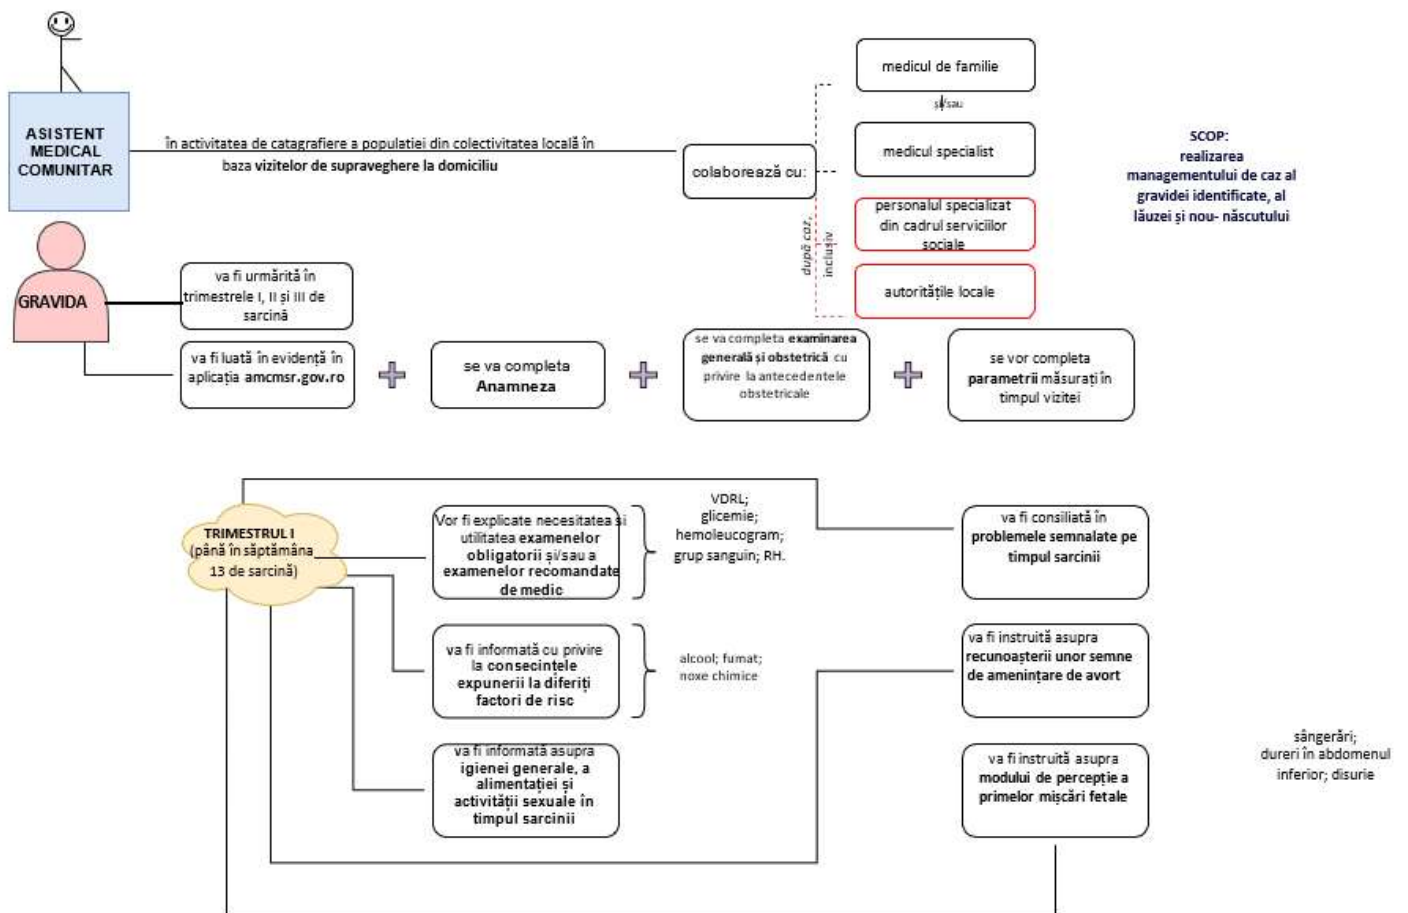 ASISTENT
MEDICAL
COMUNITAR
în activitatea de catagrafiere a populatiei din colectivitatea locală în
baza vizitelor de supraveghere la domiciliu
colaborează cu:
după caz,
inclusiv
medicul de familie
și/sau
medicul specialist
personalul specializat
din cadrul serviciilor
sociale
autoritățile locale
SCOP:
realizarea
managementului de caz al
gravidei identificate, al
lăuzei și nou- născutului
GRAVIDA
va fi urmărită în
trimestrele I, II și III de
sarcină
va fi luată în evidență în
aplicația amcmsr.gov.ro
se va completa
Anamneza
se va completa examinarea
generală și obstetrică cu
privire la antecedentele
obstetricale
se vor completa
parametrii măsurați în
timpul vizitei
TRIMESTRUL I
(până în săptămâna
13 de sarcină)
Vor fi explicate necesitatea si
utilitatea examenelor
obligatorii și/sau a
examenelor recomandate
de medic
VDRL;
glicemie;
hemoleucogram;
grup sanguin; RH.
va fi informată cu privire
la consecințele
expunerii la diferiți
factori de risc
alcool; fumat;
noxe chimice
va fi informată asupra
igienei generale, a
alimentației și
activității sexuale în
timpul sarcinii
va fi consiliată în
problemele semnalate pe
timpul sarcinii
va fi instruită asupra
recunoașterii unor semne
de amenințare de avort
va fi instruită asupra
modului de percepție a
primelor mișcări fetale
sângerări;
dureri în abdomenul
inferior; disurie